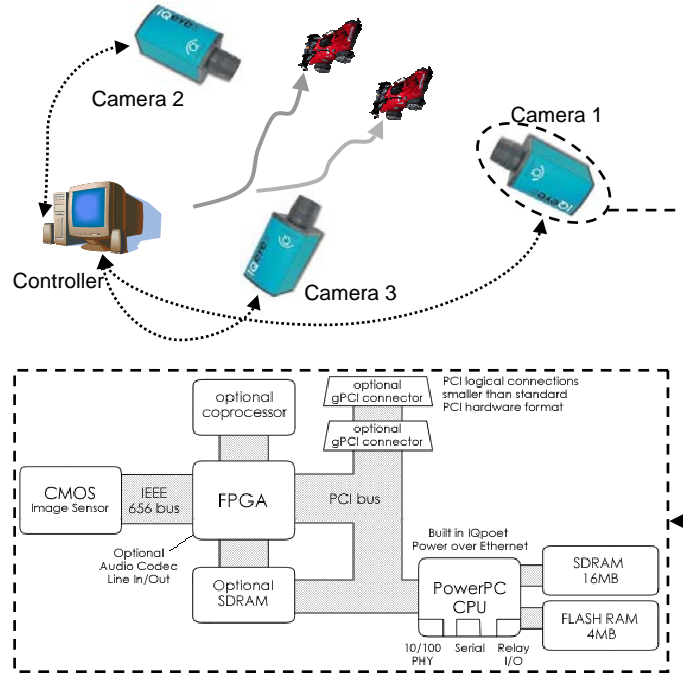 IQeye
Camera 2
Camera 1
IQeye
Controller
IQeye
Camera 3
optional
gPCI connector
PCI logical connections
smaller than standard
PCI hardware format
optional
coprocessor
optional
gPCI connector
CMOS
Image Sensor
IEEE
656 bus
FPGA
PCI bus
Built in IQpoet
Power over Ethernet
Optional
Audio Codec
Line In/Out
Optional
SDRAM
PowerPC
CPU
SDRAM
16MB
FLASH RAM
4MB
10/100
PHY
Serial
Relay
I/O